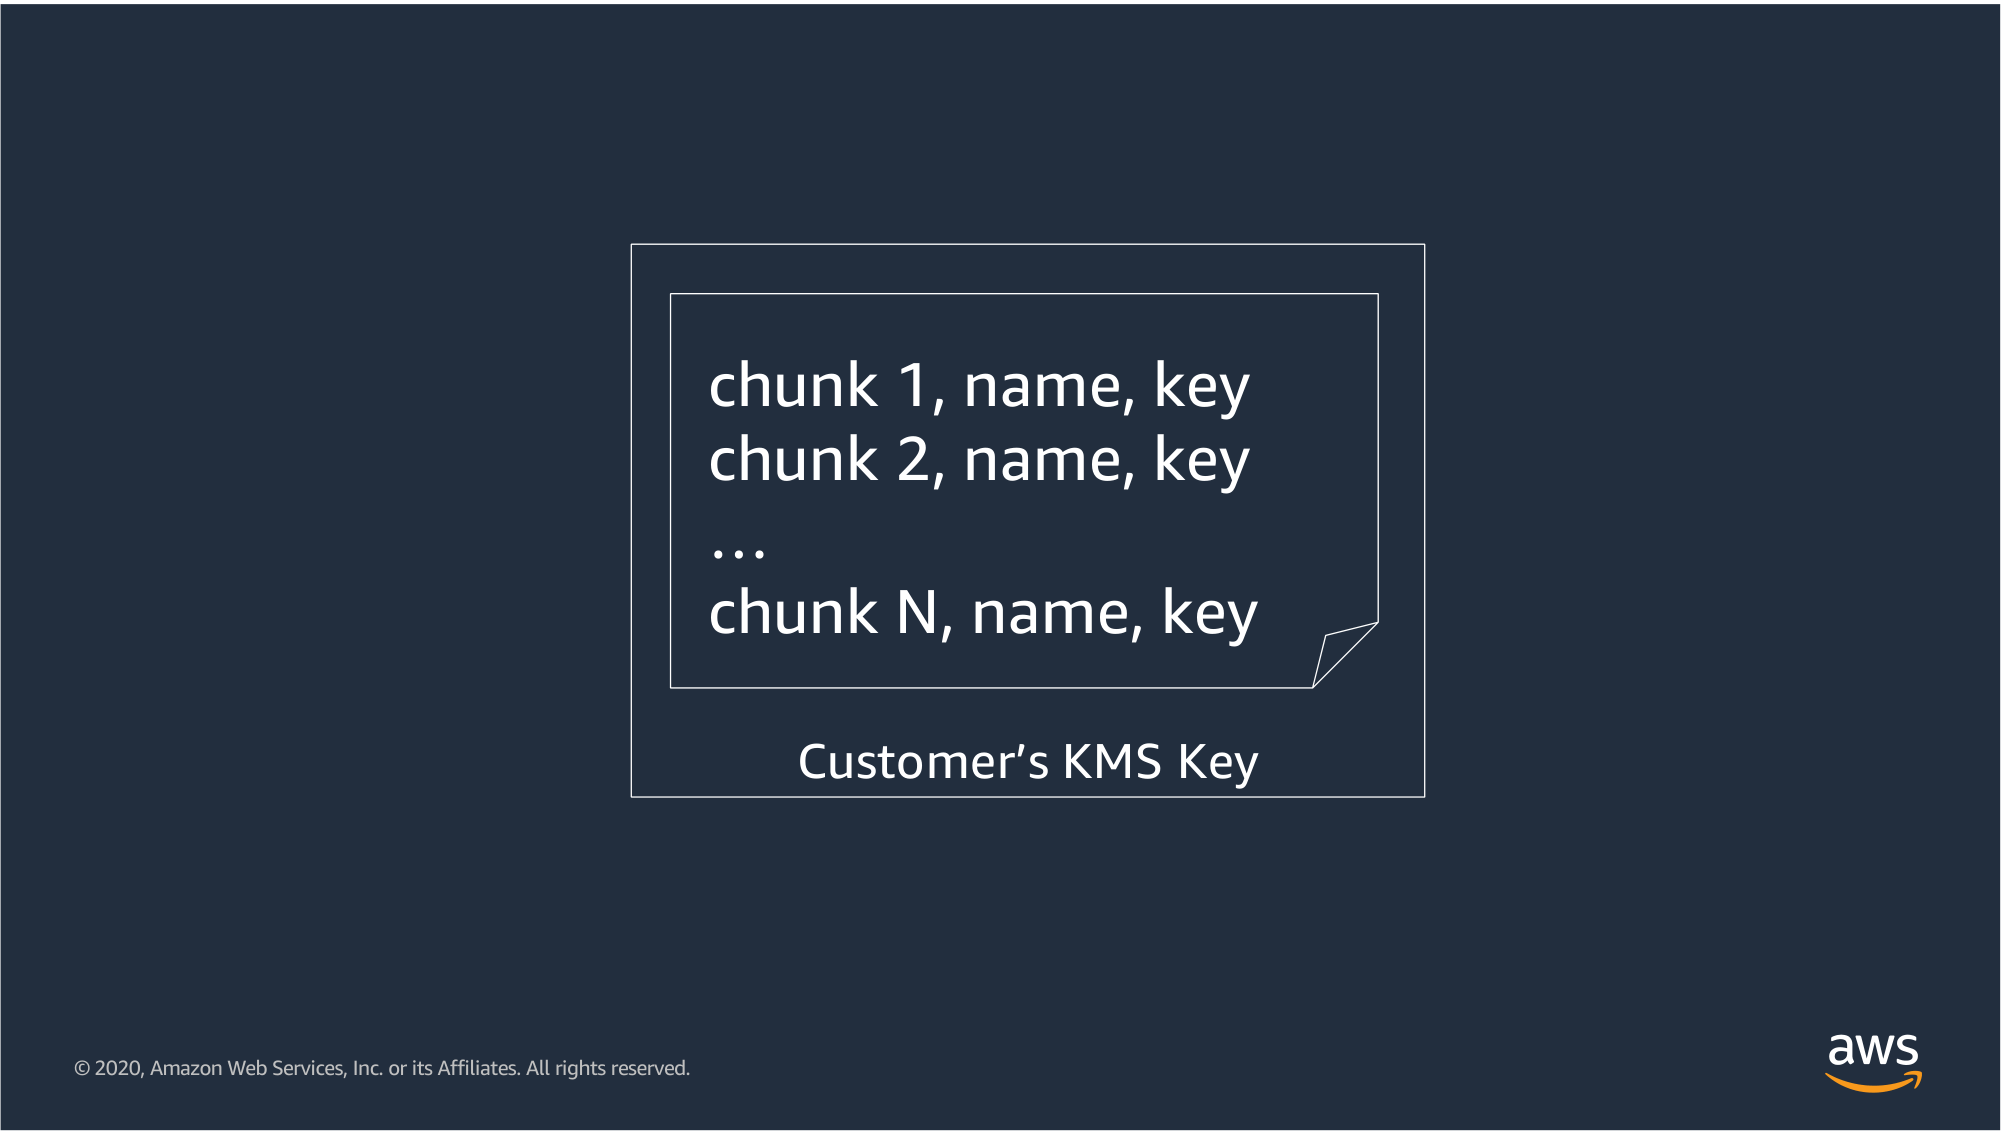 chunk 1, name, key
chunk 2, name, key
...
chunk N, name, key
Customer’s KMS Key
© 2020, Amazon Web Services, Inc. or its Affiliates. All rights reserved.
aws